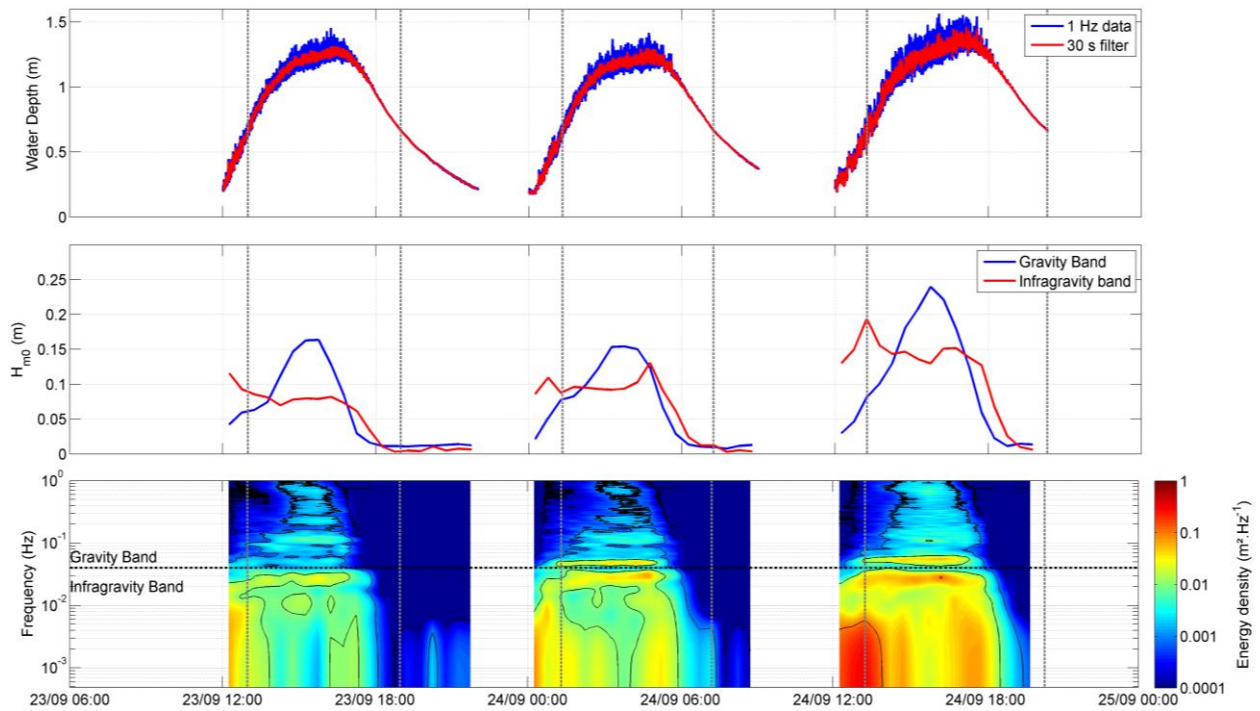 1.5
1
0.5
0
Water Depth (m)
1 Hz data
30 s filter
0.25
0.2
0.15
0.1
0.05
0
H_m0 (m)
Gravity Band
Infragravity band
10⁰
10⁻¹
10⁻²
10⁻³
Frequency (Hz)
Gravity Band
Infragravity Band
1
0.1
0.01
0.001
0.0001
Energy density (m².Hz⁻¹)
23/09 06:00 23/09 12:00 23/09 18:00 24/09 00:00 24/09 06:00 24/09 12:00 24/09 18:00 25/09 00:00